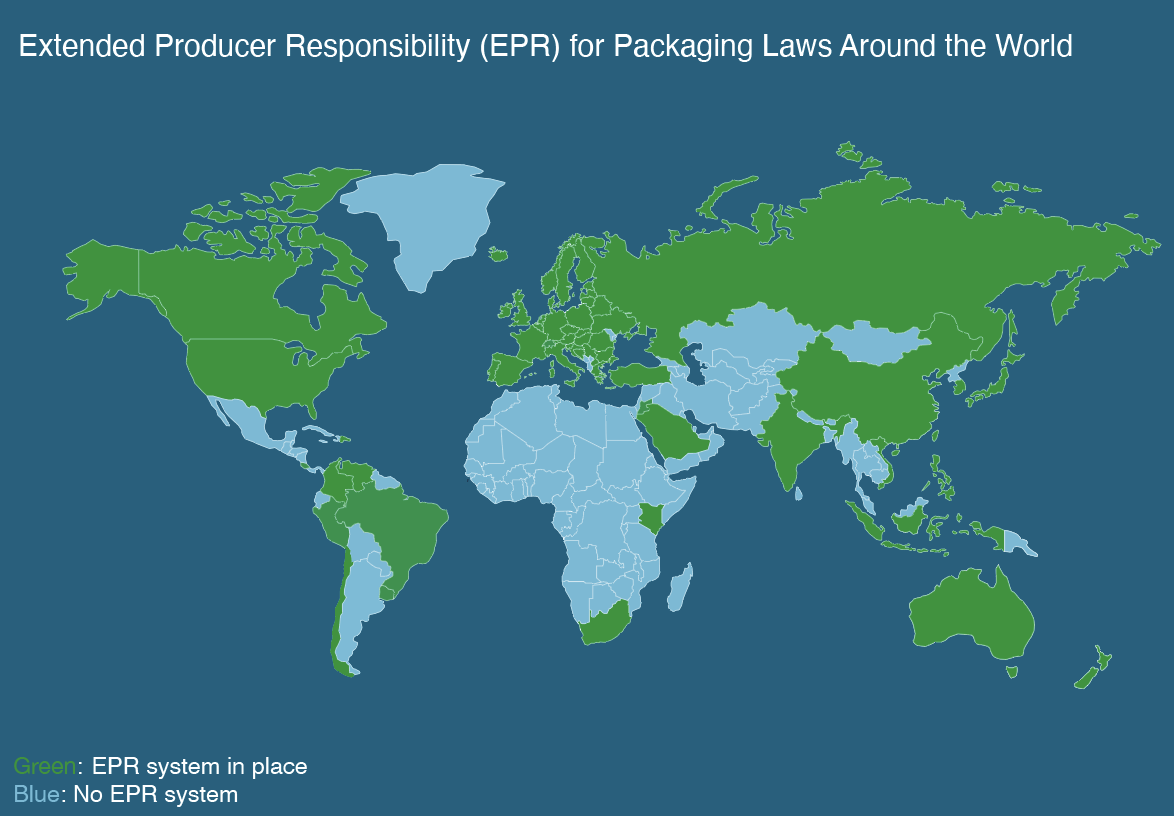 Extended Producer Responsibility (EPR) for Packaging Laws Around the World
Green: EPR system in place
Blue: No EPR system